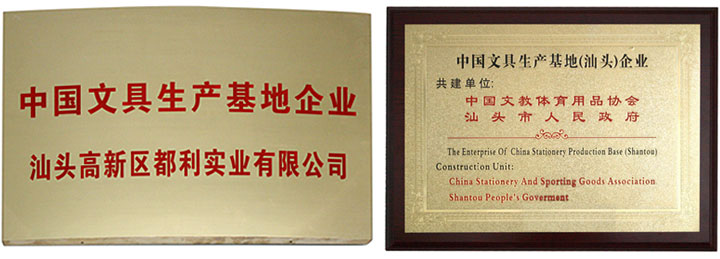 中国文具生产基地企业
汕头高新区都利实业有限公司
中国文具生产基地(汕头)企业
共建单位:
中国文教体育用品协会
汕头市人民政府
The Enterprise Of China Stationery Production Base (Shantou)
Construction Unit:
China Stationery And Sporting Goods Association
Shantou People's Goverment